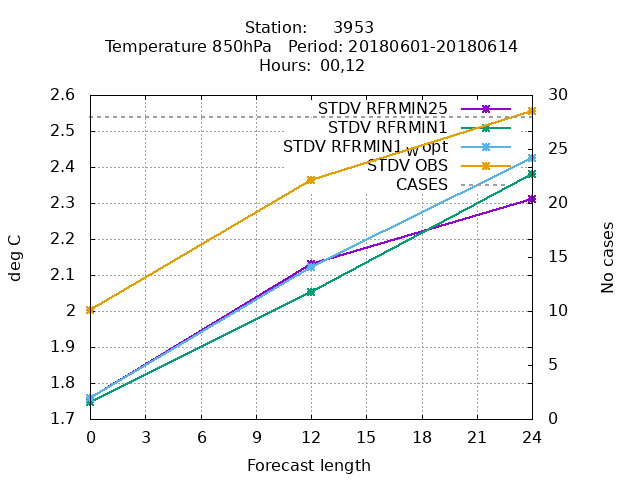 Station: 3953
Temperature 850hPa Period: 20180601-20180614
Hours: 00,12
2.6
2.5
2.4
2.3
2.2
2.1
2
1.9
1.8
1.7
30
25
20
15
10
5
0
STDV RFRMIN25
STDV RFRMIN1
STDV RFRMIN1_wopt
STDV OBS
CASES
deg C
No cases
0 3 6 9 12 15 18 21 24
Forecast length